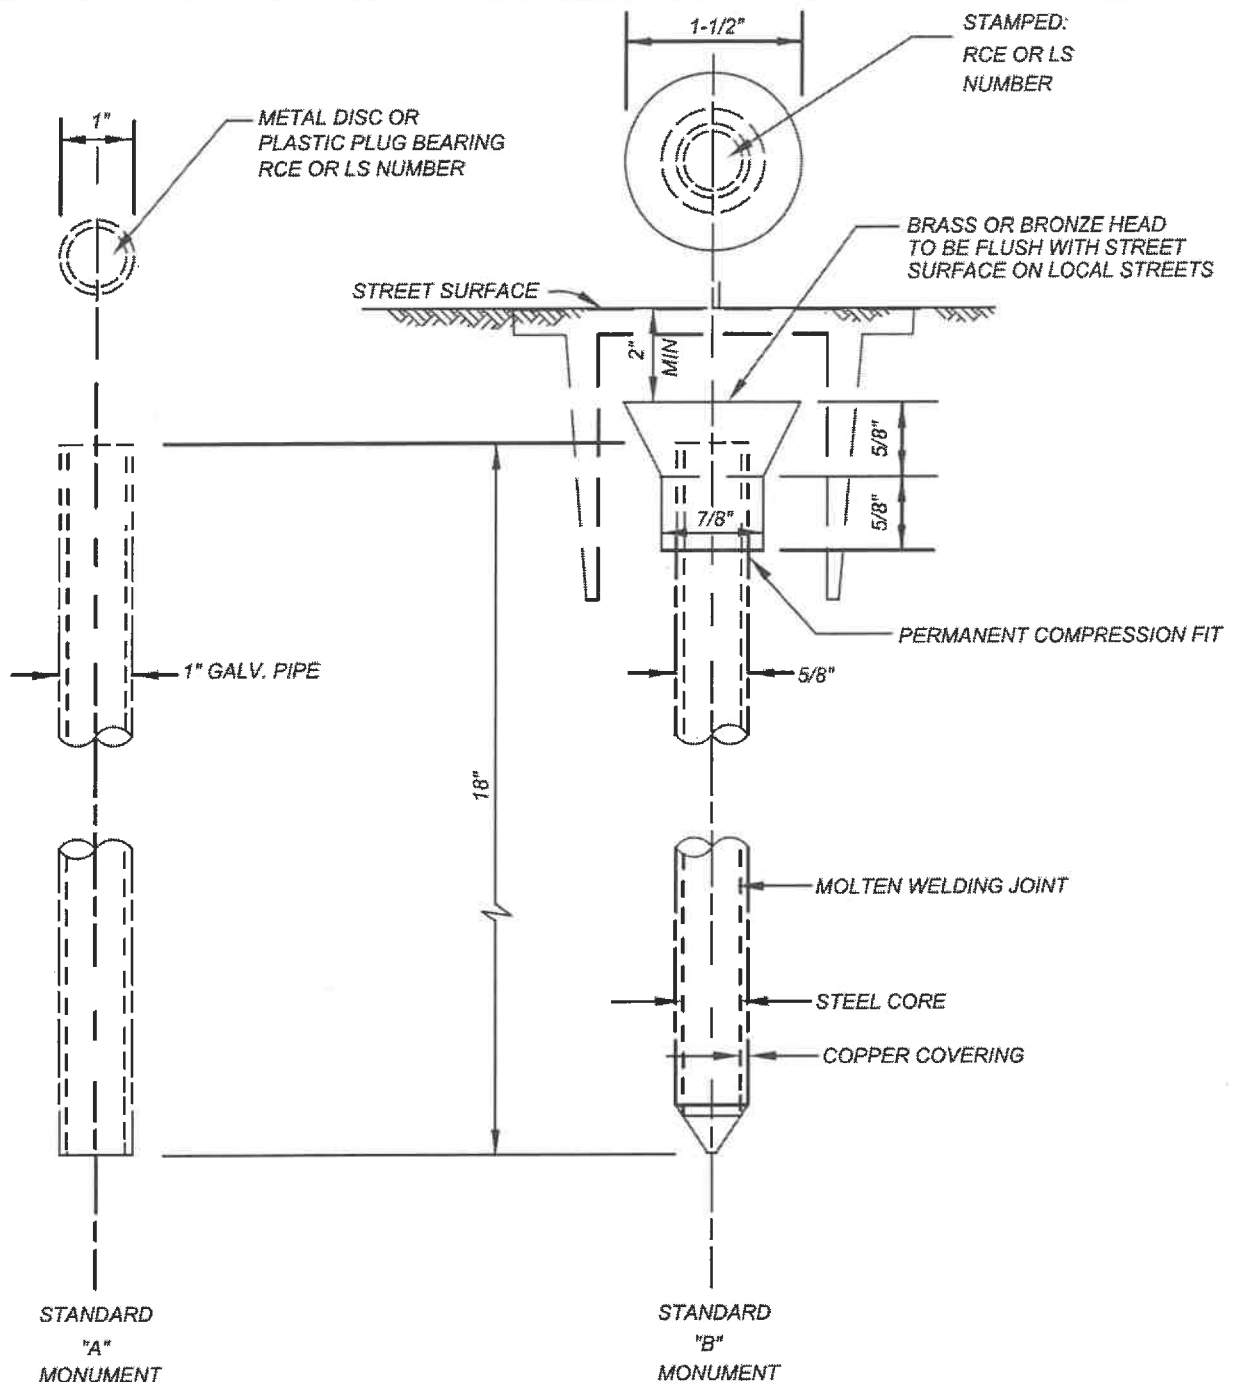 1-1/2"
STAMPED:
RCE OR LS
NUMBER
1"
METAL DISC OR
PLASTIC PLUG BEARING
RCE OR LS NUMBER
BRASS OR BRONZE HEAD
TO BE FLUSH WITH STREET
SURFACE ON LOCAL STREETS
STREET SURFACE
2"
MIN
5/8"
5/8"
7/8"
PERMANENT COMPRESSION FIT
1" GALV. PIPE
5/8"
18"
MOLTEN WELDING JOINT
STEEL CORE
COPPER COVERING
STANDARD
"A"
MONUMENT
STANDARD
"B"
MONUMENT